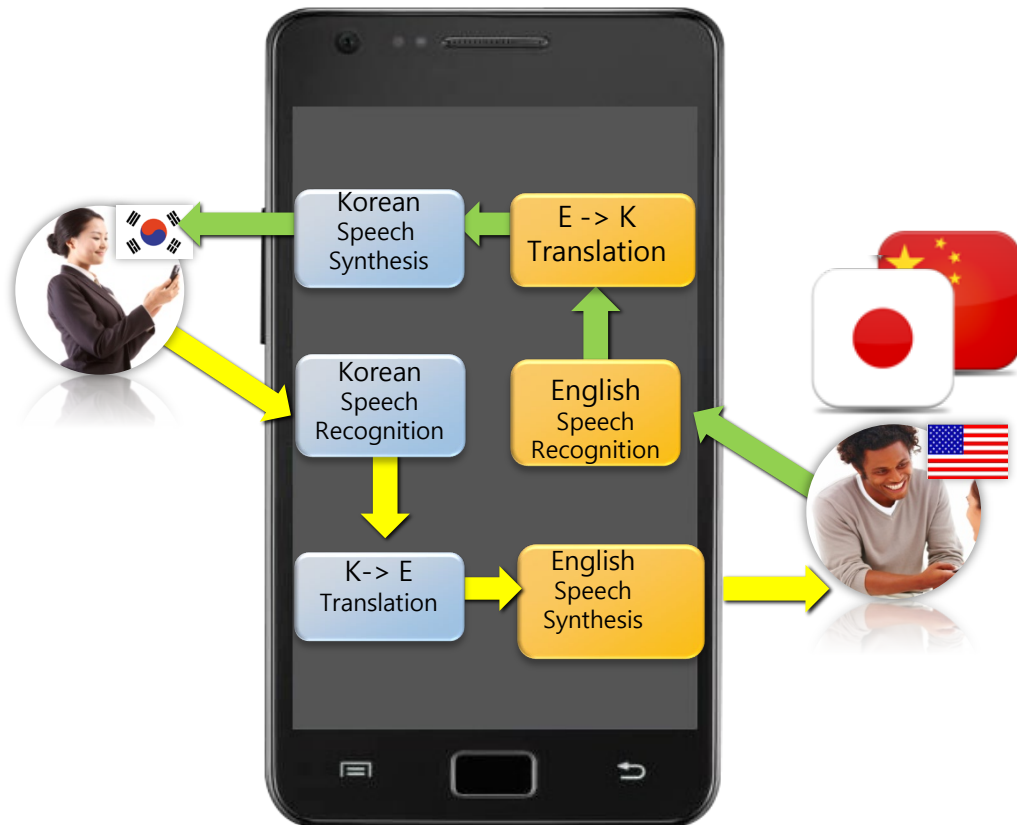 Korean
Speech
Synthesis
E -> K
Translation
Korean
Speech
Recognition
English
Speech
Recognition
K-> E
Translation
English
Speech
Synthesis